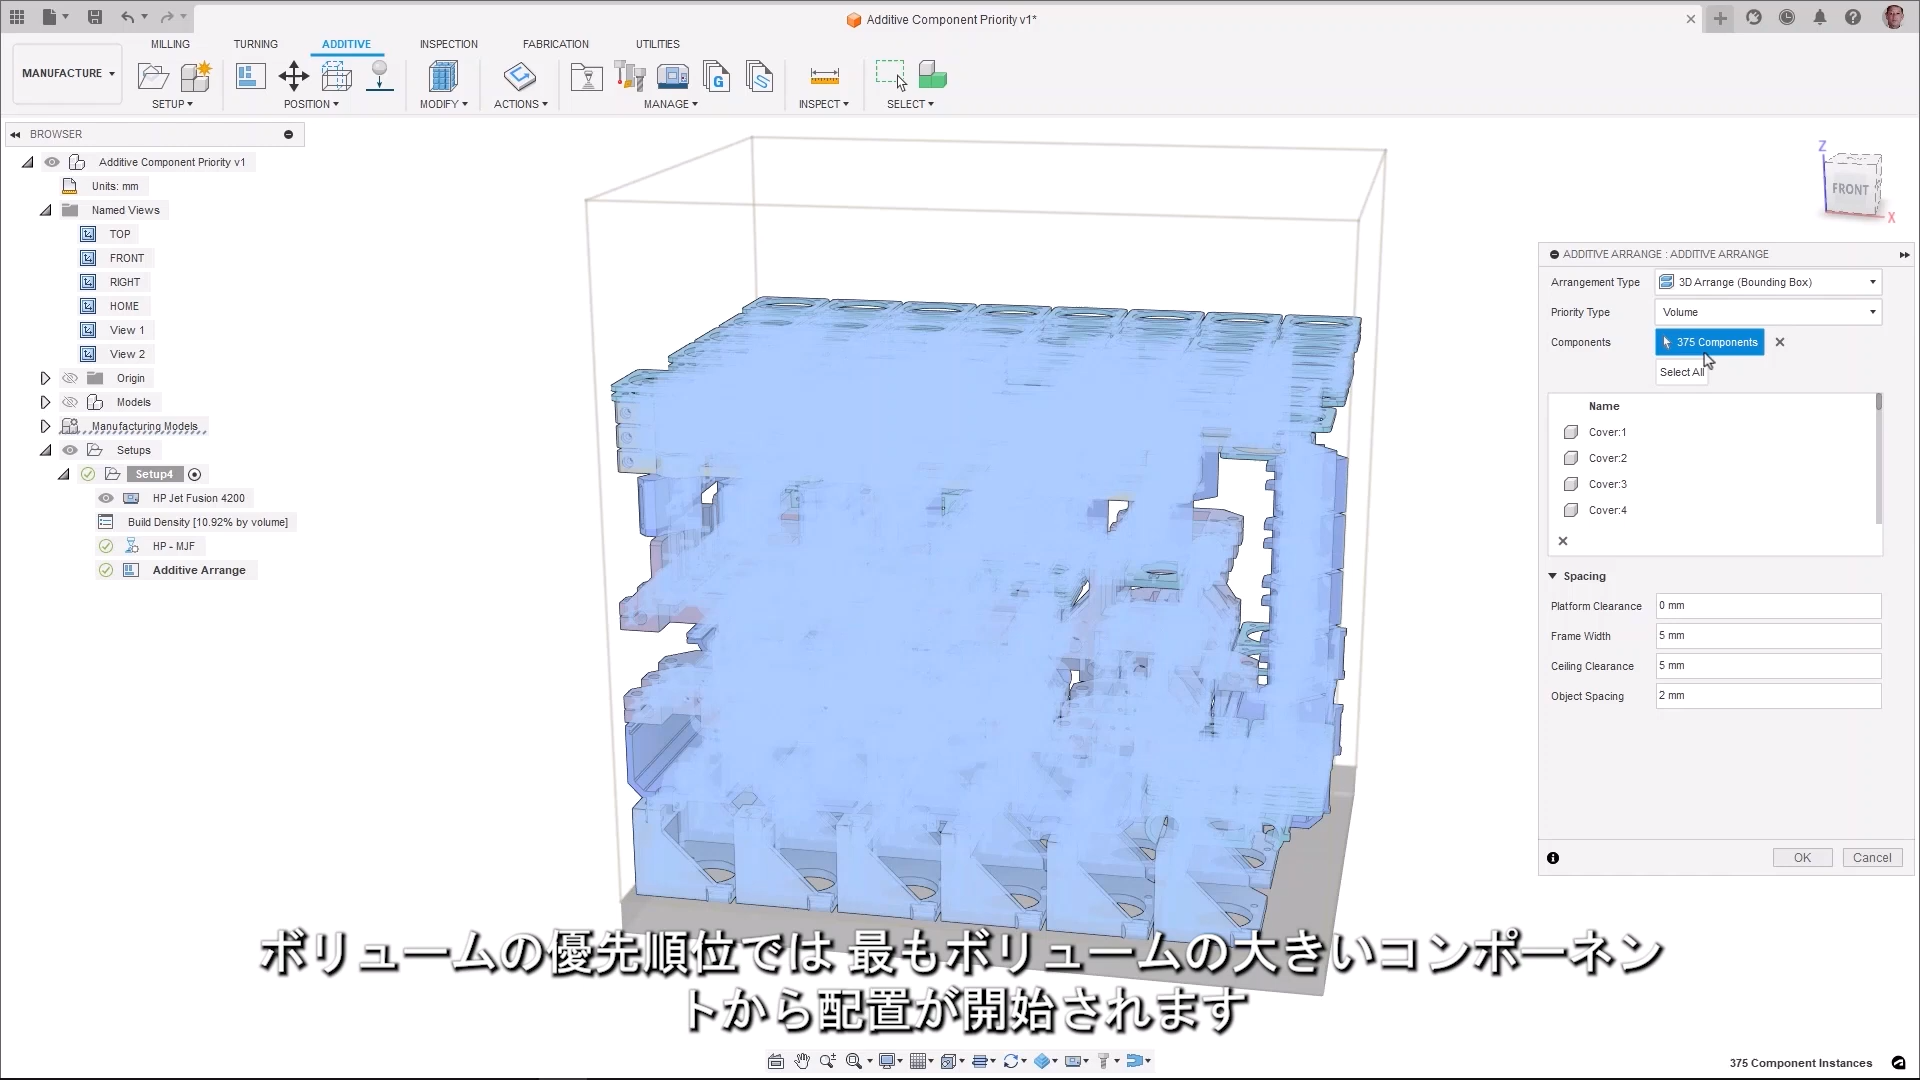 Additive Component Priority v1*
MILLING
TURNING
ADDITIVE
INSPECTION
FABRICATION
UTILITIES
MANUFACTURE
SETUP
POSITION
MODIFY
ACTIONS
MANAGE
INSPECT
SELECT
BROWSER
Additive Component Priority v1
Units: mm
Named Views
TOP
FRONT
RIGHT
HOME
View 1
View 2
Origin
Models
Manufacturing Models
Setups
Setup4
HP Jet Fusion 4200
Build Density [10.92% by volume]
HP - MJF
Additive Arrange
Z
FRONT
X
ADDITIVE ARRANGE : ADDITIVE ARRANGE
Arrangement Type 3D Arrange (Bounding Box)
Priority Type Volume
Components 375 Components
Select All
Name
Cover:1
Cover:2
Cover:3
Cover:4
Spacing
Platform Clearance 0 mm
Frame Width 5 mm
Ceiling Clearance 5 mm
Object Spacing 2 mm
OK Cancel
ボリュームの優先順位では 最もボリュームの大きいコンポーネン
トから配置が開始されます
375 Component Instances